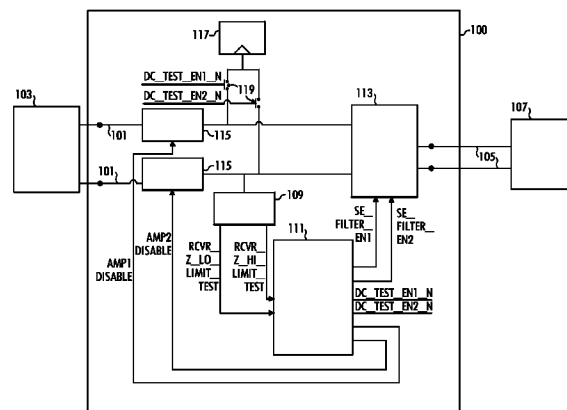 117
100
DC_TEST_EN1_N
DC_TEST_EN2_N
119
103
113
107
101
115
105
101
115
109
SE_
FILTER_
EN1
SE_
FILTER_
EN2
111
AMP1
DISABLE
AMP2
DISABLE
RCVR_
Z_LO_
LIMIT_
TEST
RCVR_
Z_HI_
LIMIT_
TEST
DC_TEST_EN1_N
DC_TEST_EN2_N